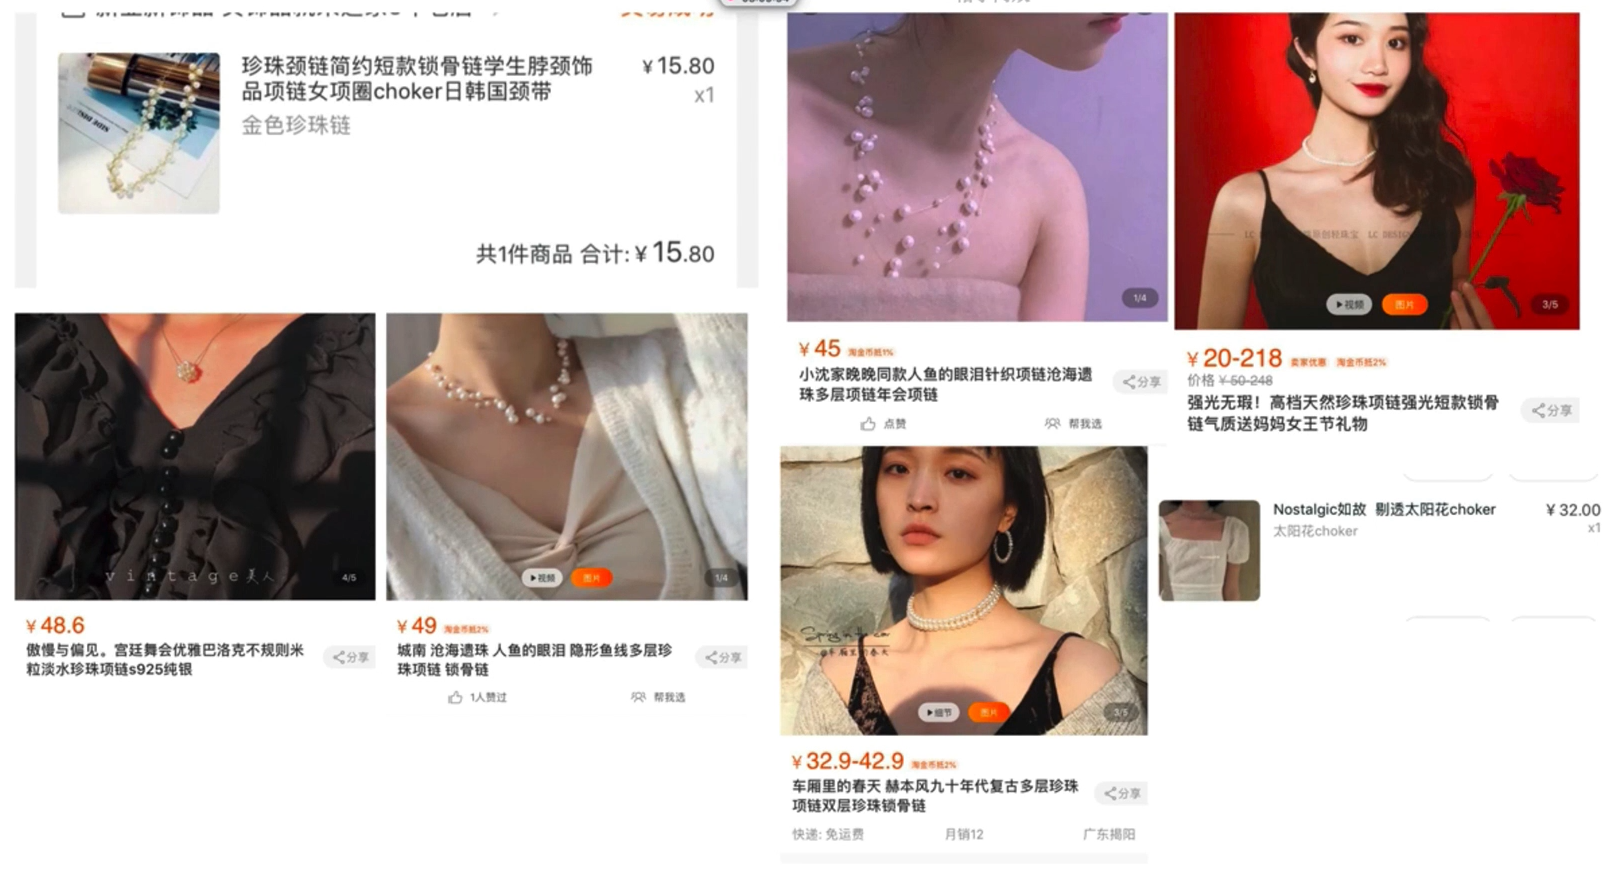 珍珠颈链简约短款锁骨链学生脖颈饰
品项链女项圈choker日韩国颈带
金色珍珠链
¥15.80
x1
共1件商品 合计:¥15.80
vintage美人
4/5
¥48.6
傲慢与偏见。宫廷舞会优雅巴洛克不规则米
粒淡水珍珠项链s925纯银
分享
视频
图片
1/4
¥49 淘金币抵2%
城南 沧海遗珠 人鱼的眼泪 隐形鱼线多层珍
珠项链 锁骨链
分享
1人赞过
帮我选
1/4
¥45 淘金币抵1%
小沈家晚晚同款人鱼的眼泪针织项链沧海遗
珠多层项链年会项链
分享
点赞
帮我选
LC DESIGN
视频
图片
3/5
¥20-218 卖家优惠 淘金币抵2%
价格 ¥50-248
强光无瑕！高档天然珍珠项链强光短款锁骨
链气质送妈妈女王节礼物
分享
Spring in the car
车厢里的春天
细节
图片
3/5
¥32.9-42.9 淘金币抵2%
车厢里的春天 赫本风九十年代复古多层珍珠
项链双层珍珠锁骨链
分享
快递: 免运费
月销12
广东揭阳
Nostalgic如故 剔透太阳花choker
太阳花choker
¥32.00
x1